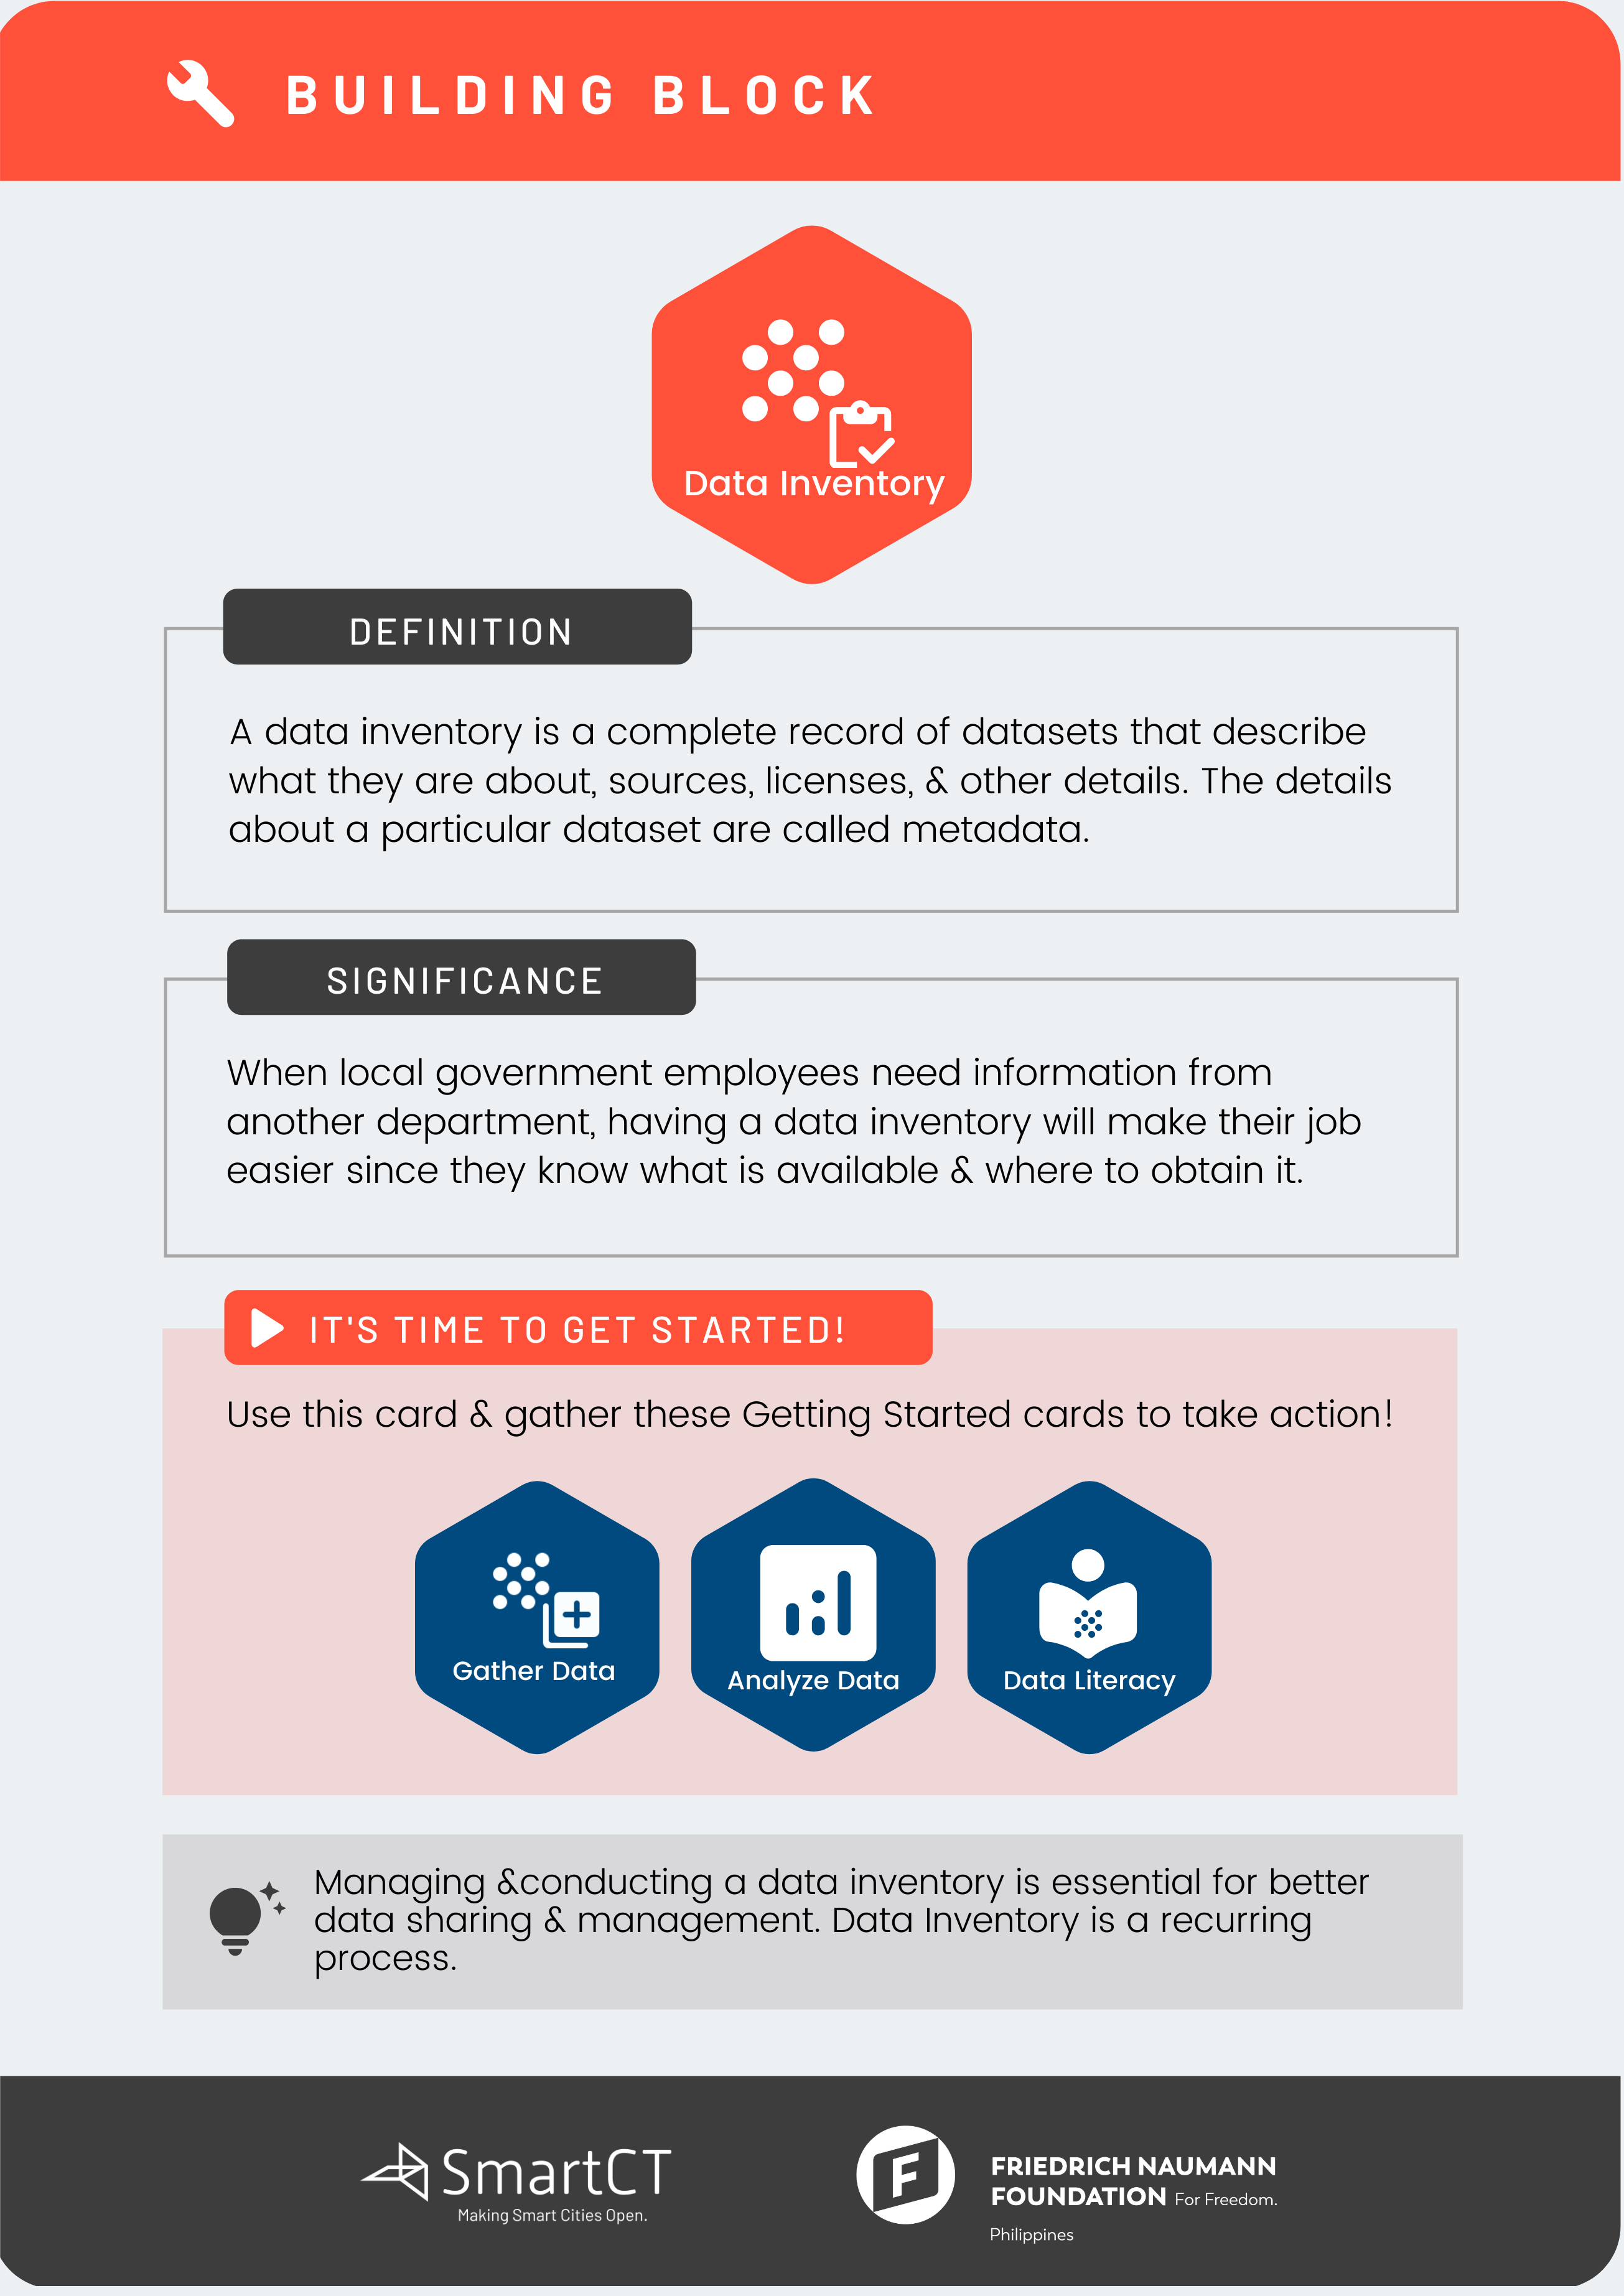 BUILDING BLOCK
Data Inventory
DEFINITION
A data inventory is a complete record of datasets that describe
what they are about, sources, licenses, & other details. The details
about a particular dataset are called metadata.
SIGNIFICANCE
When local government employees need information from
another department, having a data inventory will make their job
easier since they know what is available & where to obtain it.
IT'S TIME TO GET STARTED!
Use this card & gather these Getting Started cards to take action!
Gather Data
Analyze Data
Data Literacy
Managing &conducting a data inventory is essential for better
data sharing & management. Data Inventory is a recurring
process.
SmartCT
Making Smart Cities Open.
F
FRIEDRICH NAUMANN
FOUNDATION For Freedom.
Philippines